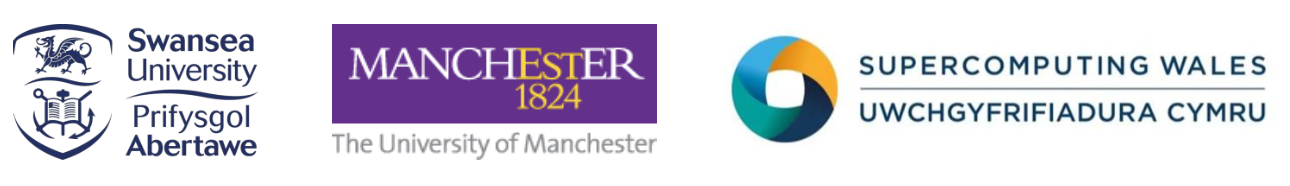 Swansea
University
Prifysgol
Abertawe
MANCHEstER
1824
The University of Manchester
SUPERCOMPUTING WALES
UWCHGYFRIFIADURA CYMRU